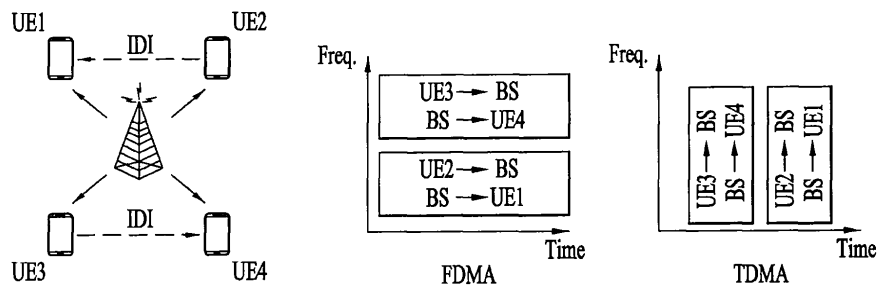 UE1
UE2
IDI
IDI
UE3
UE4
Freq.
UE3 → BS
BS → UE4
UE2 → BS
BS → UE1
Time
FDMA
Freq.
UE3 → BS
BS → UE4
UE2 → BS
BS → UE1
Time
TDMA